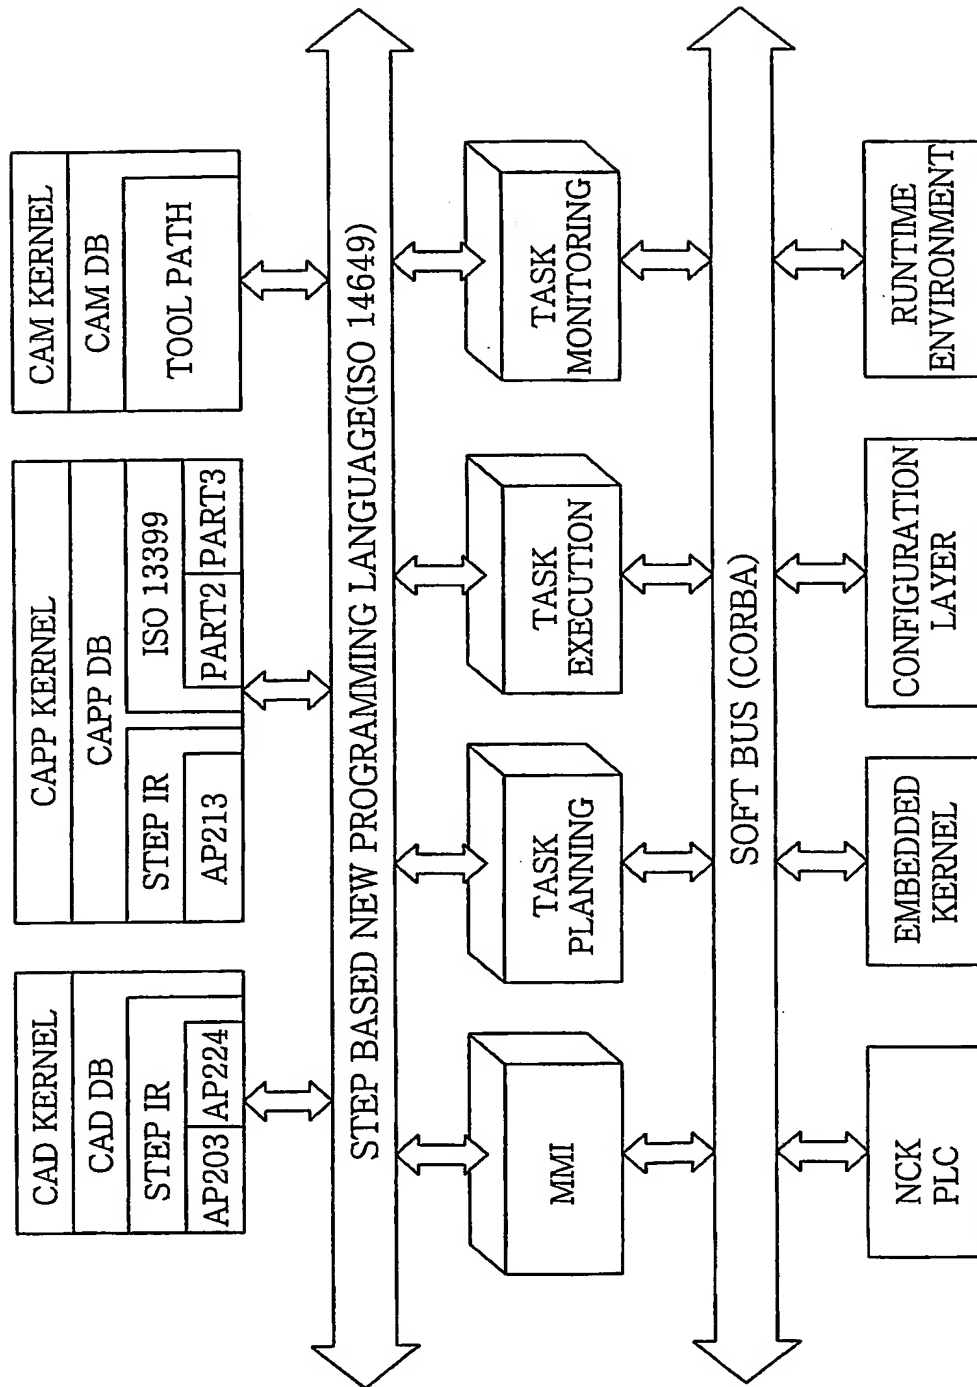 CAD KERNEL
CAD DB
STEP IR
AP203
AP224
CAPP KERNEL
CAPP DB
STEP IR
AP213
ISO 13399
PART2
PART3
CAM KERNEL
CAM DB
TOOL PATH
STEP BASED NEW PROGRAMMING LANGUAGE(ISO 14649)
MMI
TASK
PLANNING
TASK
EXECUTION
TASK
MONITORING
SOFT BUS (CORBA)
NCK
PLC
EMBEDDED
KERNEL
CONFIGURATION
LAYER
RUNTIME
ENVIRONMENT